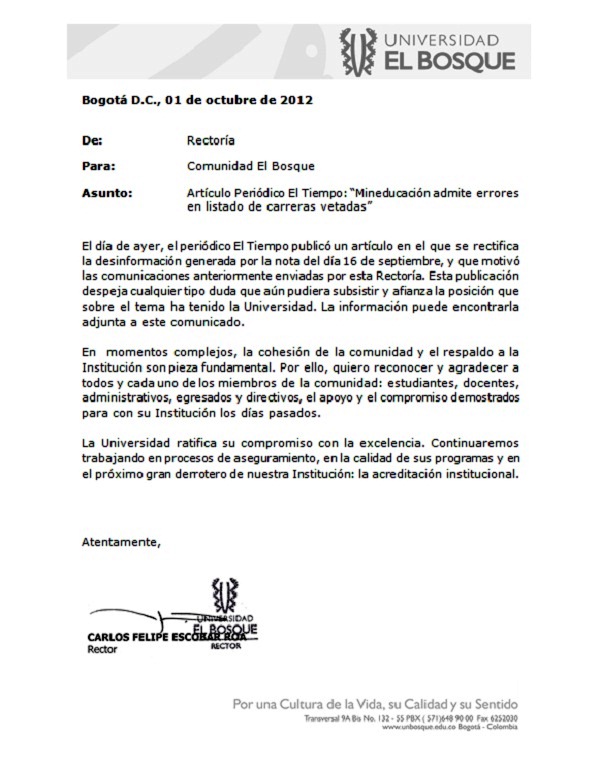 UNIVERSIDAD
EL BOSQUE
Bogotá D.C., 01 de octubre de 2012
De: Rectoría
Para: Comunidad El Bosque
Asunto: Artículo Periódico El Tiempo: “Mineducación admite errores
en listado de carreras vetadas”
El día de ayer, el periódico El Tiempo publicó un artículo en el que se rectifica
la desinformación generada por la nota del día 16 de septiembre, y que motivó
las comunicaciones anteriormente enviadas por esta Rectoría. Esta publicación
despeja cualquier tipo duda que aún pudiera subsistir y afianza la posición que
sobre el tema ha tenido la Universidad. La información puede encontrarla
adjunta a este comunicado.
En momentos complejos, la cohesión de la comunidad y el respaldo a la
Institución son pieza fundamental. Por ello, quiero reconocer y agradecer a
todos y cada uno de los miembros de la comunidad: estudiantes, docentes,
administrativos, egresados y directivos, el apoyo y el compromiso demostrados
para con su Institución los días pasados.
La Universidad ratifica su compromiso con la excelencia. Continuaremos
trabajando en procesos de aseguramiento, en la calidad de sus programas y en
el próximo gran derrotero de nuestra Institución: la acreditación institucional.
Atentamente,
UNIVERSIDAD
EL BOSQUE
CARLOS FELIPE ESCOBAR ROA
RECTOR
Rector
Por una Cultura de la Vida, su Calidad y su Sentido
Transversal 9A Bis No. 132 - 55 PBX ( 571)648 90 00 Fax 6252030
www.unbosque.edu.co Bogotá - Colombia